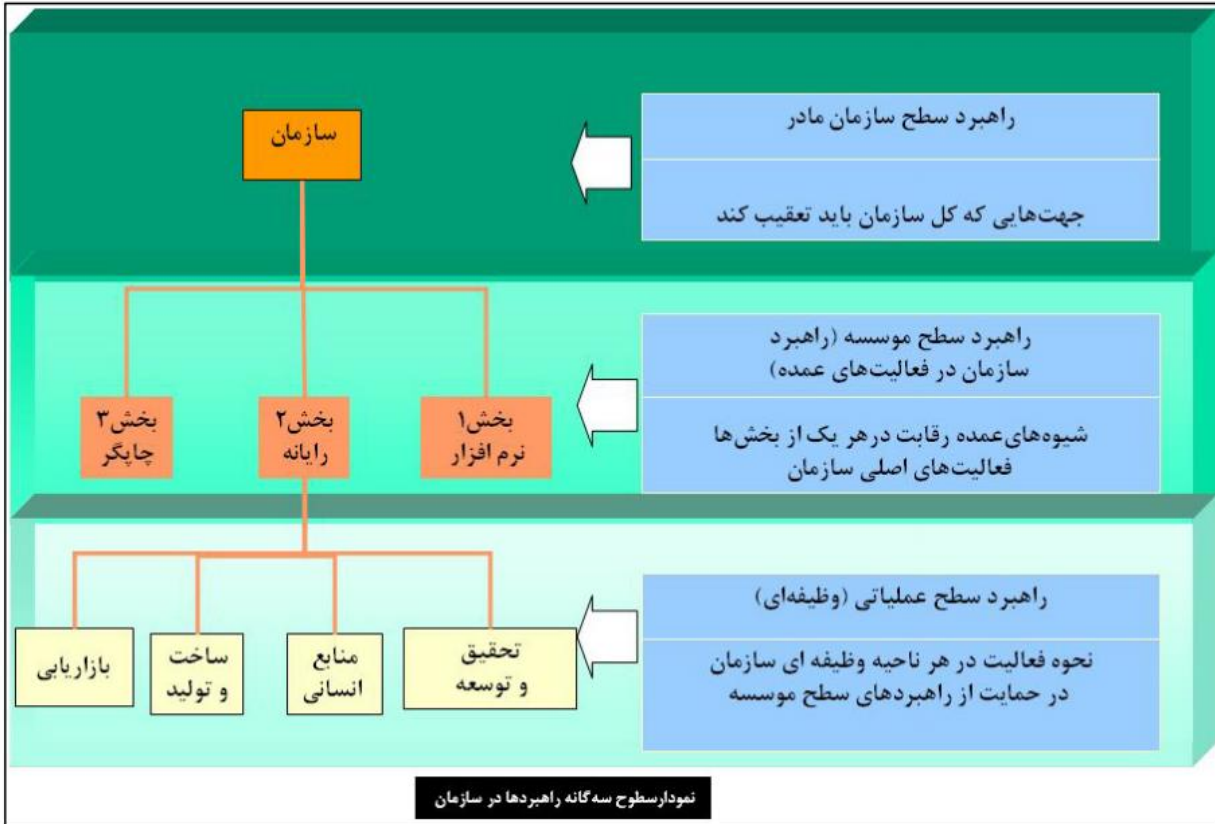 راهبرد سطح سازمان مادر
جهت‌هایی که کل سازمان باید تعقیب کند
سازمان
راهبرد سطح موسسه (راهبرد
سازمان در فعالیت‌های عمده)
شیوه‌های عمده رقابت درهر یک از بخش‌ها
فعالیت‌های اصلی سازمان
بخش۱
نرم افزار
بخش۲
رایانه
بخش۳
چاپگر
راهبرد سطح عملیاتی (وظیفه‌ای)
نحوه فعالیت در هر ناحیه وظیفه ای سازمان
در حمایت از راهبردهای سطح موسسه
تحقیق
و توسعه
منابع
انسانی
ساخت
و تولید
بازاریابی
نمودارسطوح سه‌گانه راهبردها در سازمان